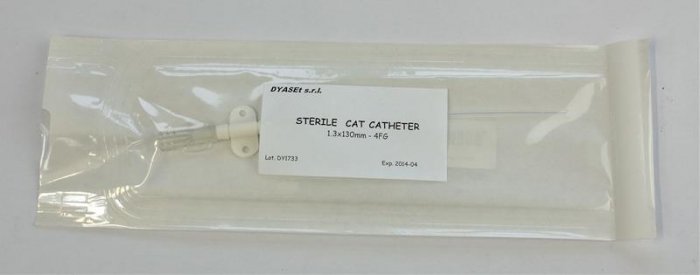 DYASEt s.r.l.
STERILE CAT CATHETER
1.3x130mm - 4FG
Lot. DY1733
Exp. 2014-04